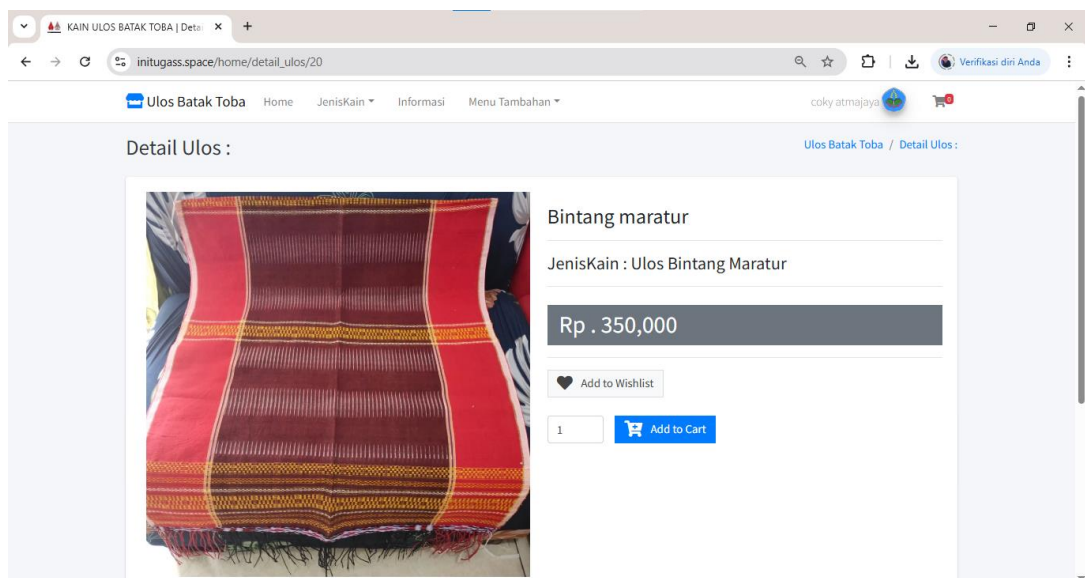 KAIN ULOS BATAK TOBA | Deta
initugass.space/home/detail_ulos/20
Verifikasi diri Anda
Ulos Batak Toba Home JenisKain Informasi Menu Tambahan coky atmajaya 0
Detail Ulos :
Ulos Batak Toba / Detail Ulos :
Bintang maratur
JenisKain : Ulos Bintang Maratur
Rp . 350,000
Add to Wishlist
1 Add to Cart